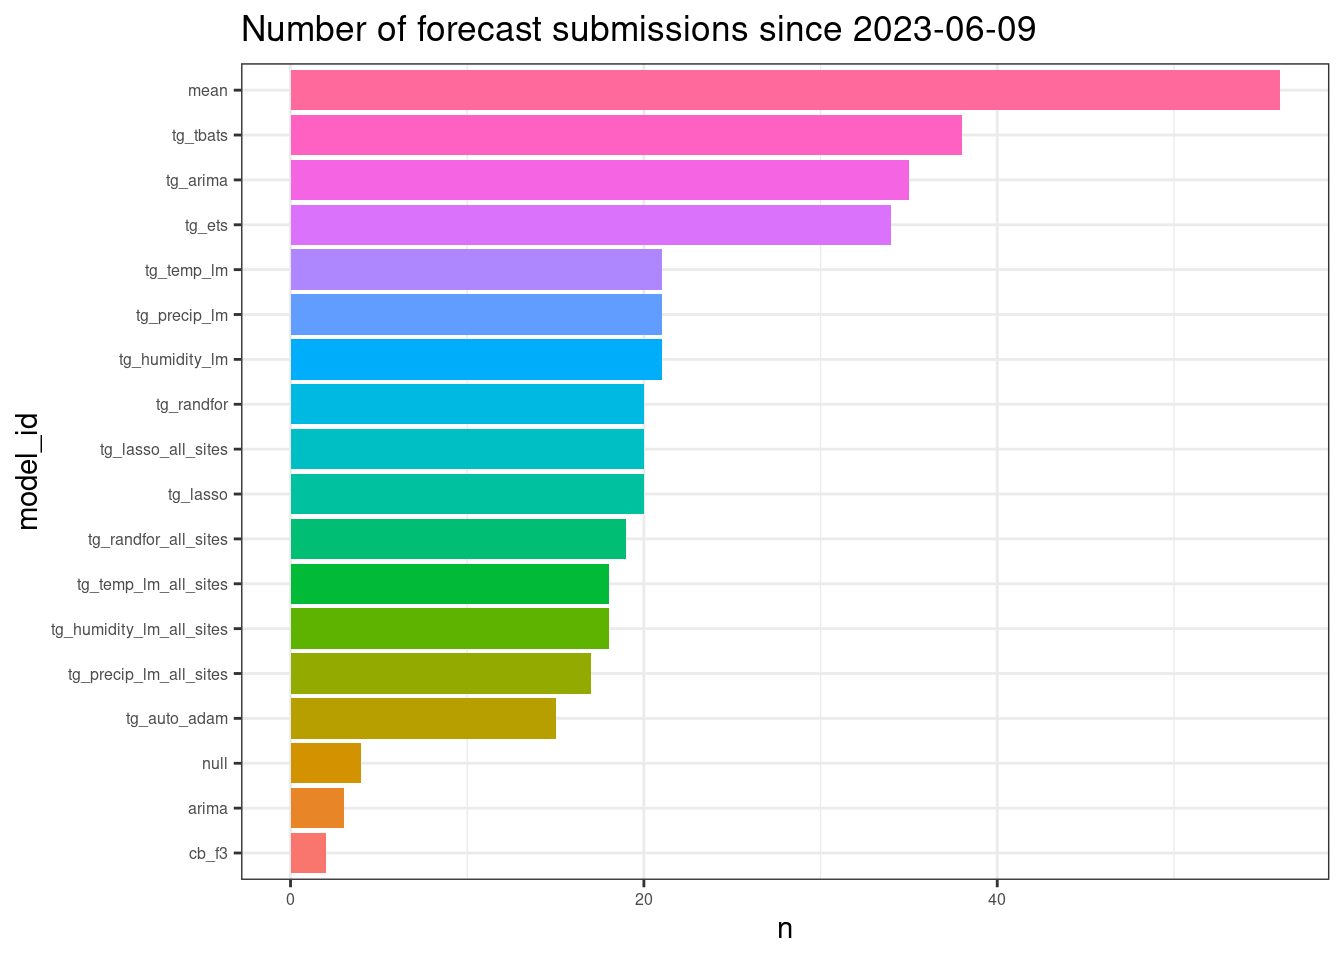 Number of forecast submissions since 2023-06-09
mean
tg_tbats
tg_arima
tg_ets
tg_temp_lm
tg_precip_lm
tg_humidity_lm
tg_randfor
tg_lasso_all_sites
tg_lasso
tg_randfor_all_sites
tg_temp_lm_all_sites
tg_humidity_lm_all_sites
tg_precip_lm_all_sites
tg_auto_adam
null
arima
cb_f3
model_id
0 20 40
n